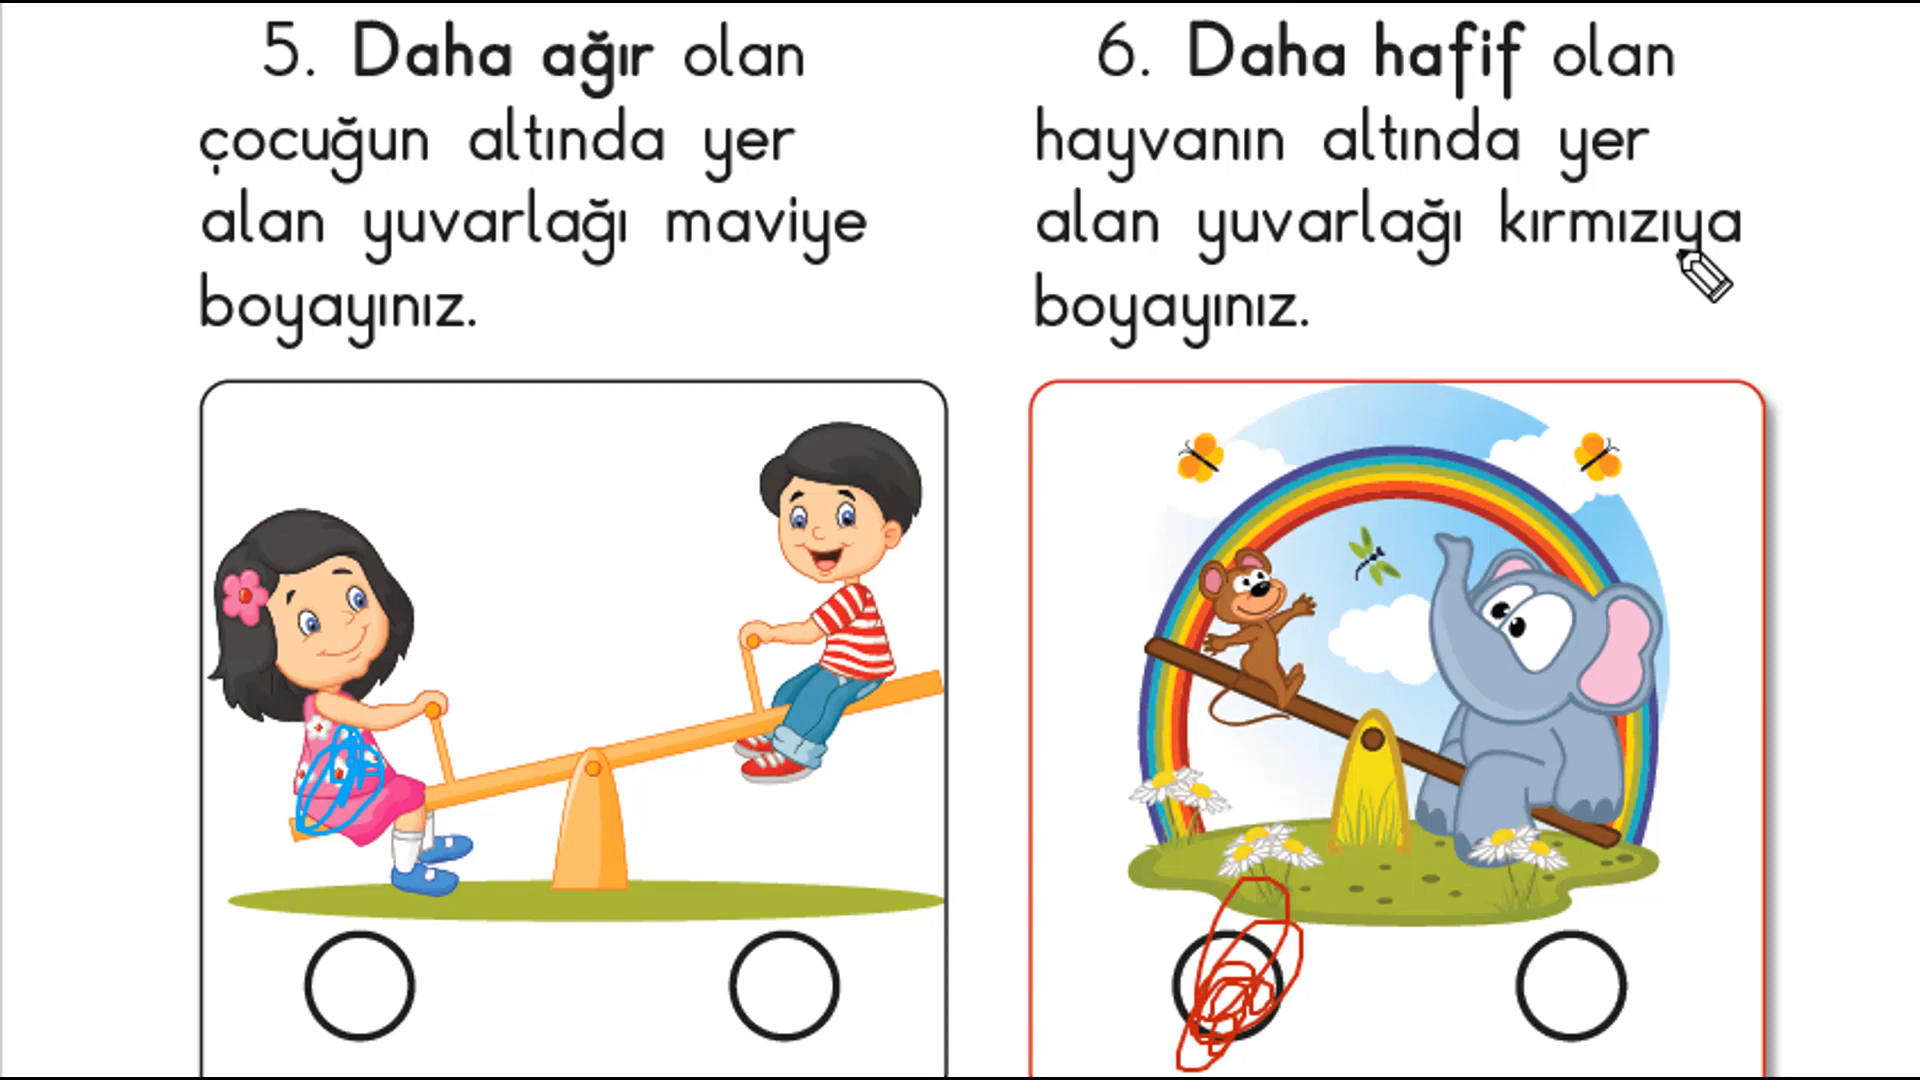 5. Daha ağır olan
çocuğun altında yer
alan yuvarlağı maviye
boyayınız.
6. Daha hafif olan
hayvanın altında yer
alan yuvarlağı kırmızıya
boyayınız.